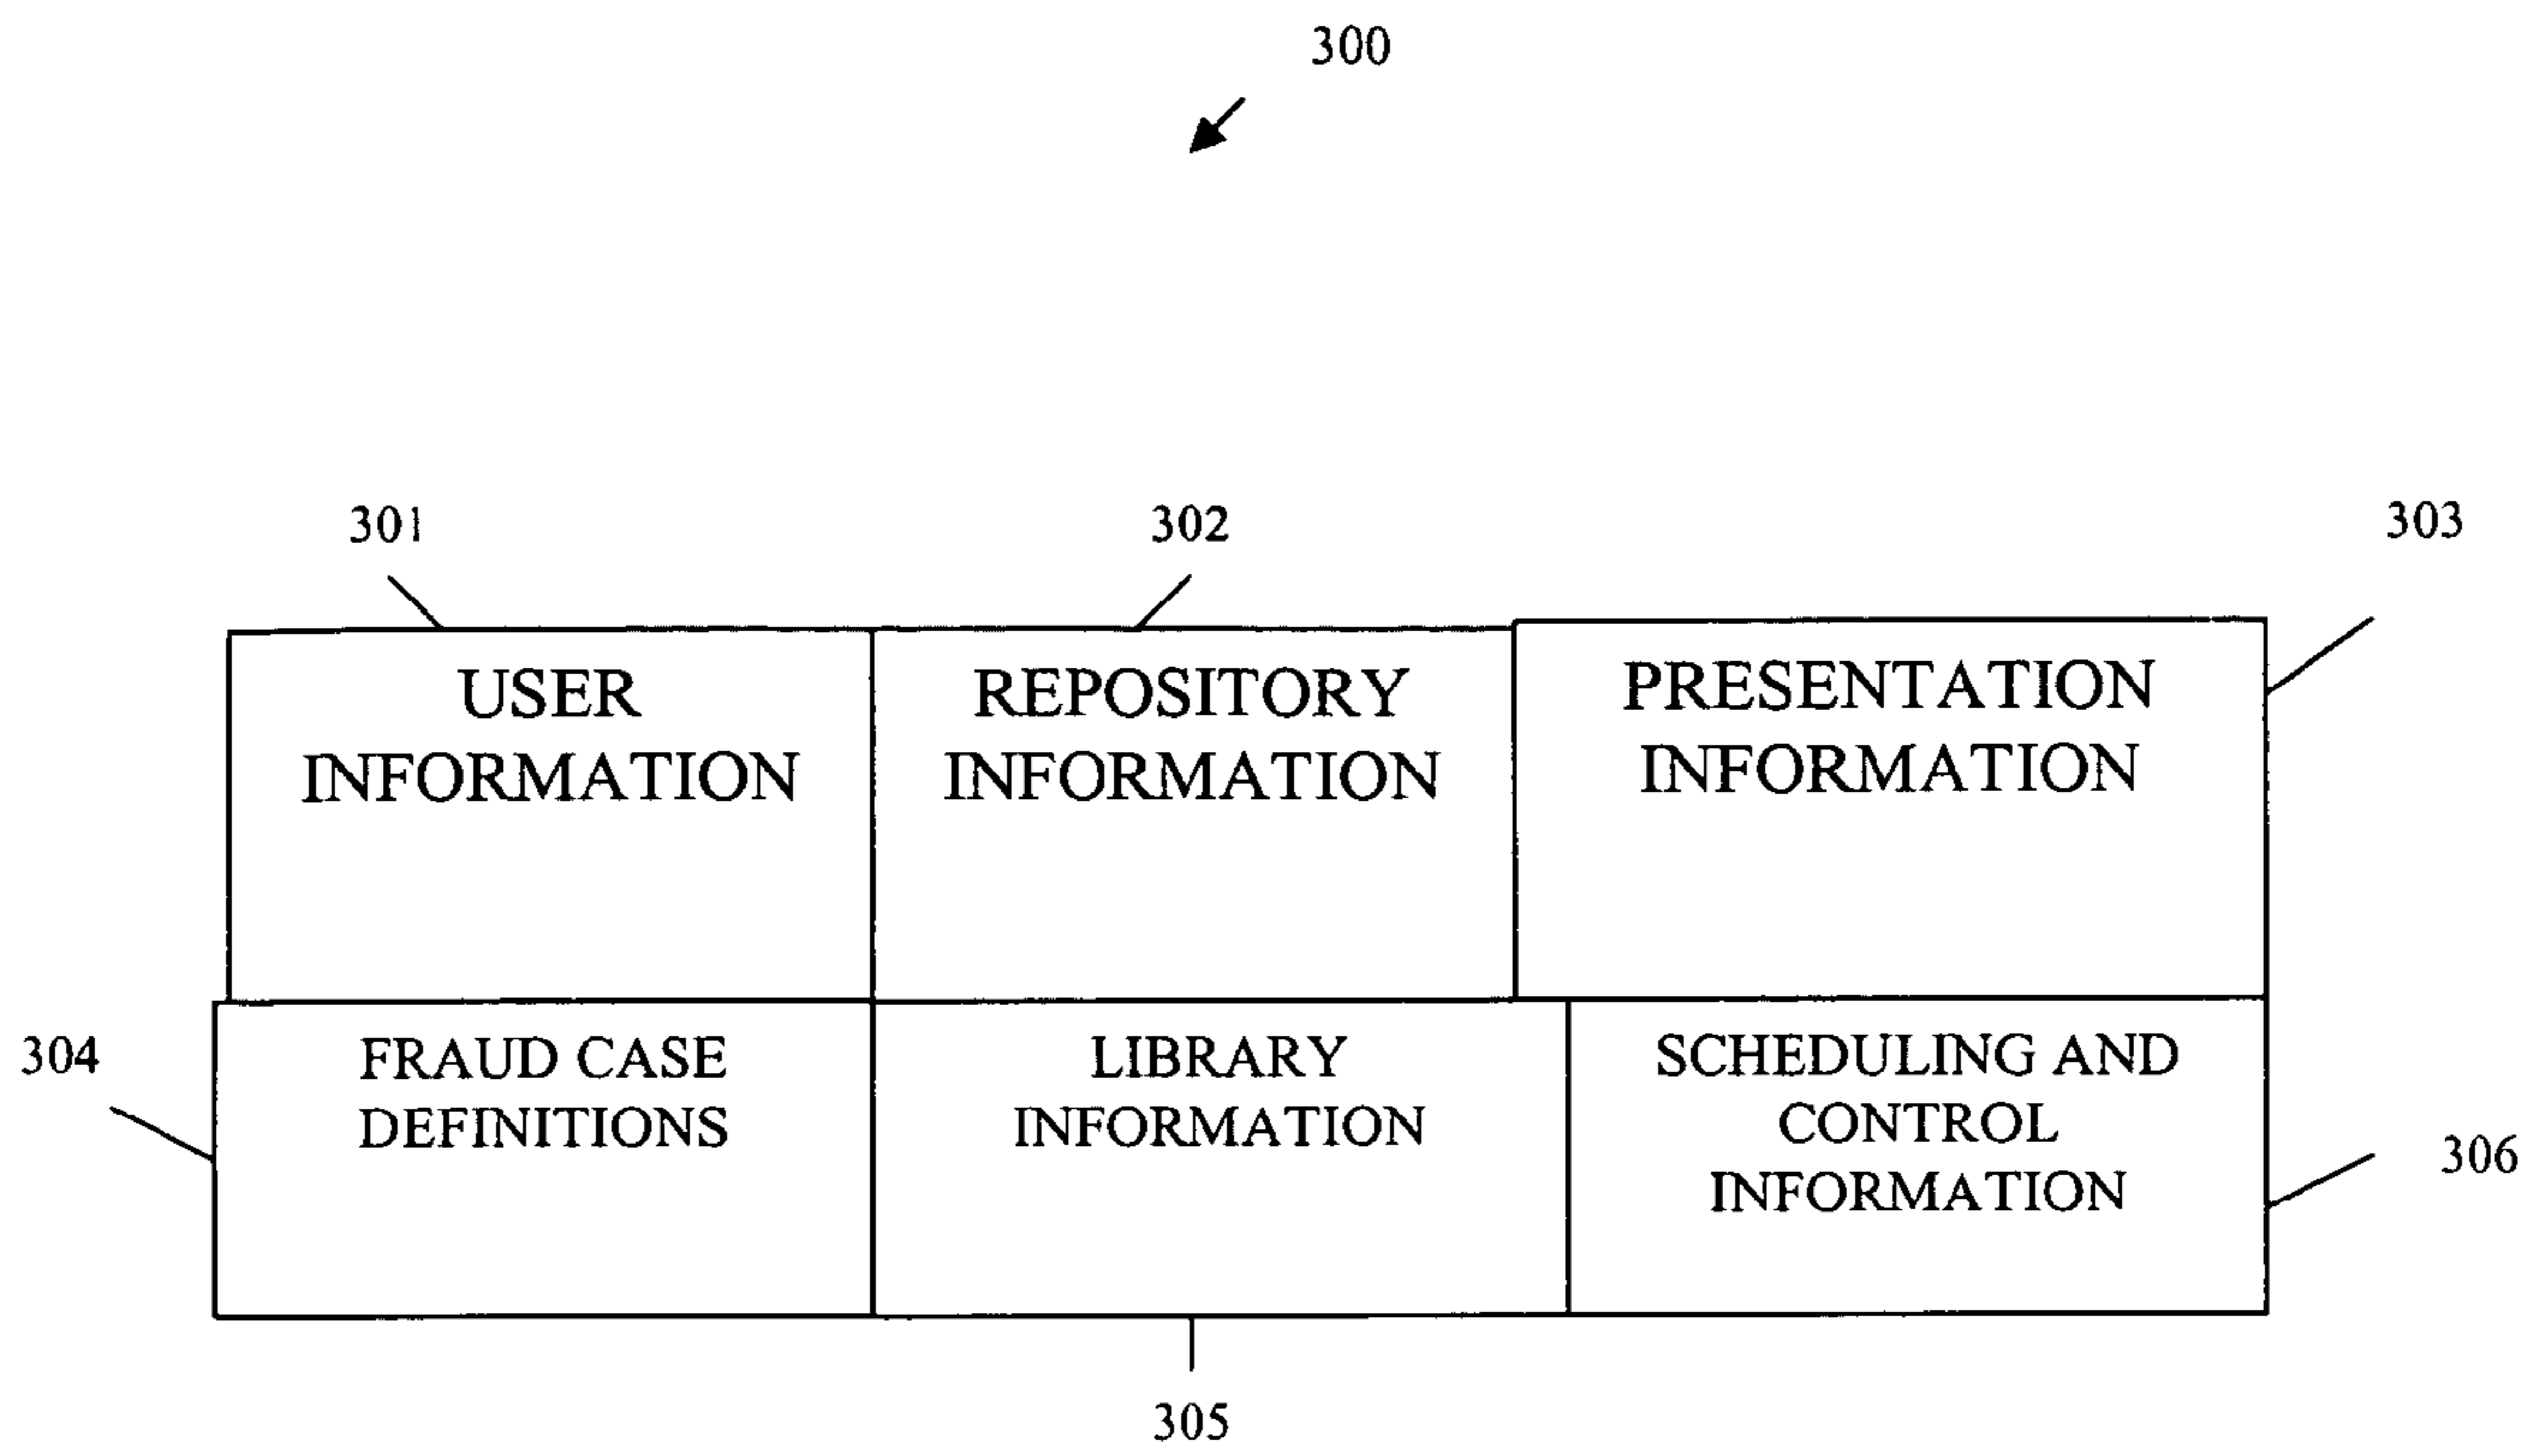 300
301
302
303
USER
INFORMATION
REPOSITORY
INFORMATION
PRESENTATION
INFORMATION
304
FRAUD CASE
DEFINITIONS
LIBRARY
INFORMATION
SCHEDULING AND
CONTROL
INFORMATION
306
305